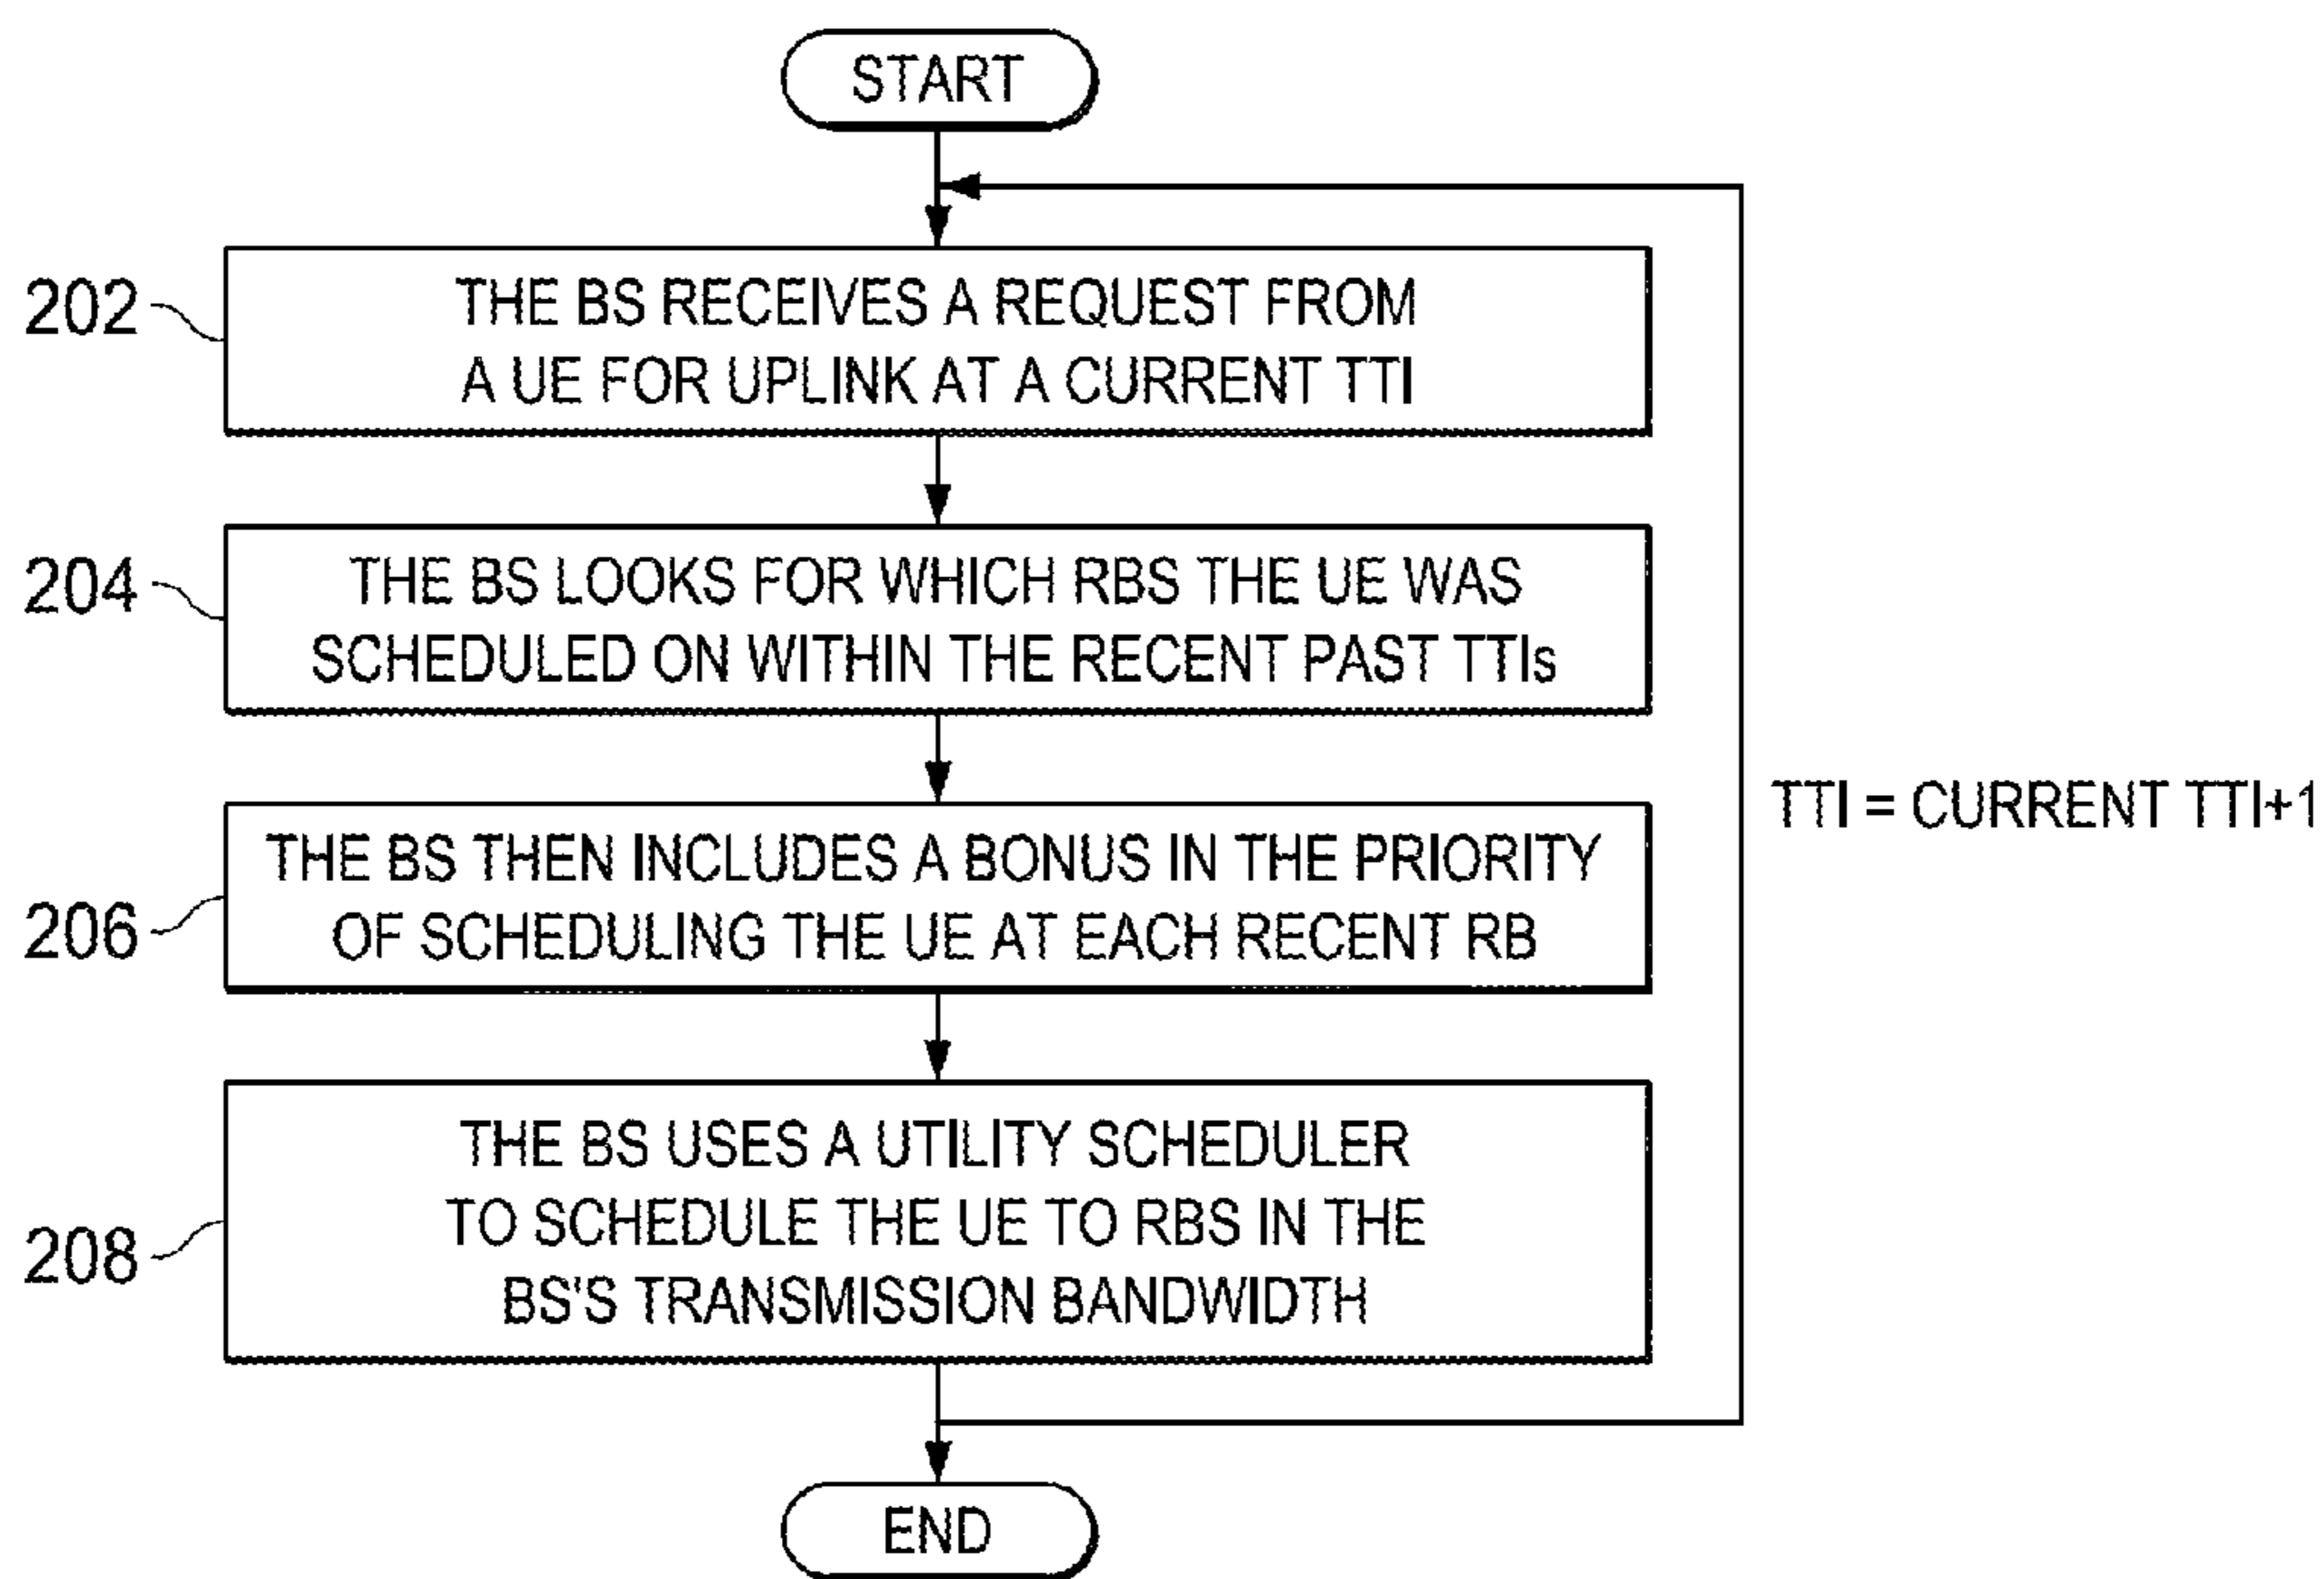 START
202
THE BS RECEIVES A REQUEST FROM
A UE FOR UPLINK AT A CURRENT TTI
204
THE BS LOOKS FOR WHICH RBS THE UE WAS
SCHEDULED ON WITHIN THE RECENT PAST TTIs
TTI = CURRENT TTI+1
206
THE BS THEN INCLUDES A BONUS IN THE PRIORITY
OF SCHEDULING THE UE AT EACH RECENT RB
208
THE BS USES A UTILITY SCHEDULER
TO SCHEDULE THE UE TO RBS IN THE
BS'S TRANSMISSION BANDWIDTH
END